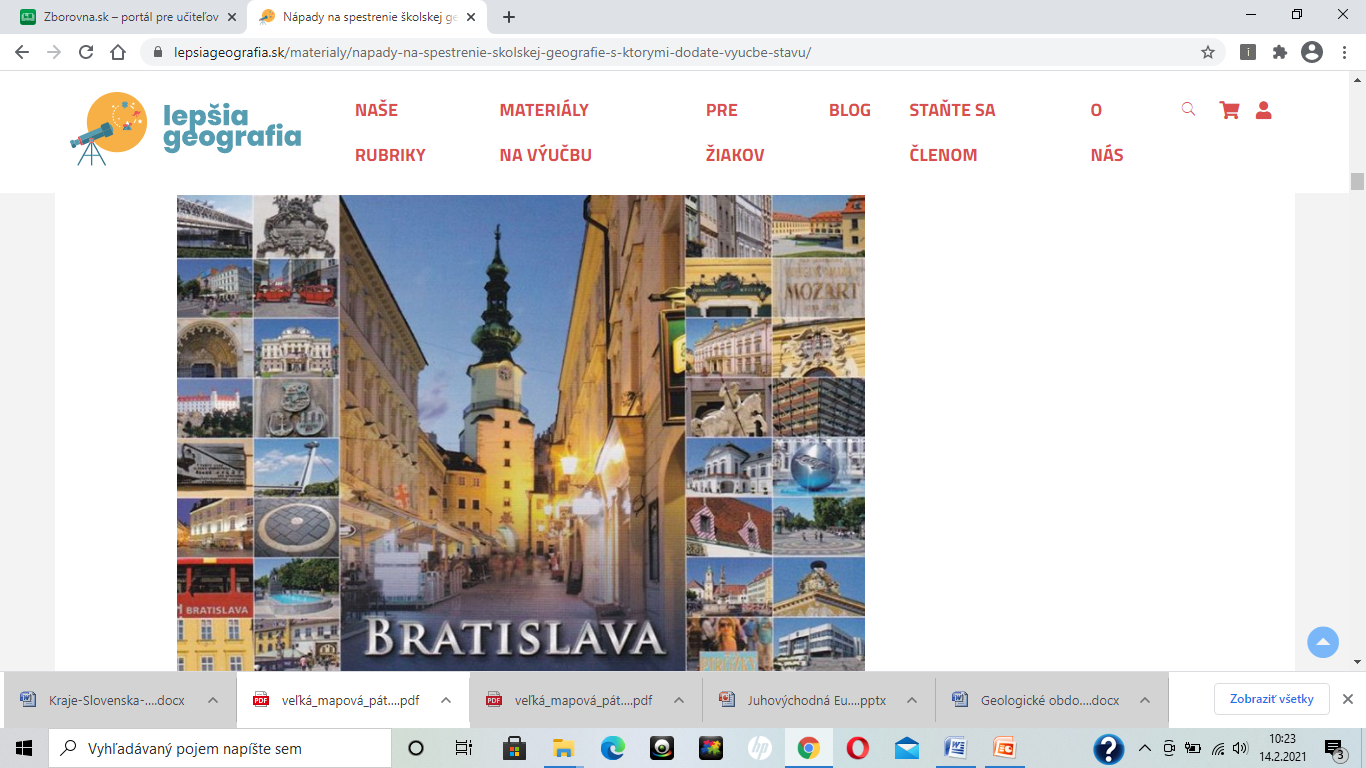 Zborovna.sk – portál pre učiteľov
Nápady na spestrenie školskej ge
lepsiageografia.sk/materialy/napady-na-spestrenie-skolskej-geografie-s-ktorymi-dodate-vyucbe-stavu/
lepšia
geografia
NAŠE
RUBRIKY
MATERIÁLY
NA VÝUČBU
PRE
ŽIAKOV
BLOG
STAŇTE SA
ČLENOM
O
NÁS
MOZART
BRATISLAVA
BRATISLAVA
Kraje-Slovenska-....docx
veľká_mapová_pát....pdf
veľká_mapová_pát....pdf
Juhovýchodná Eu....pptx
Geologické obdo....docx
Zobraziť všetky
Vyhľadávaný pojem napíšte sem
10:23
14.2.2021
3